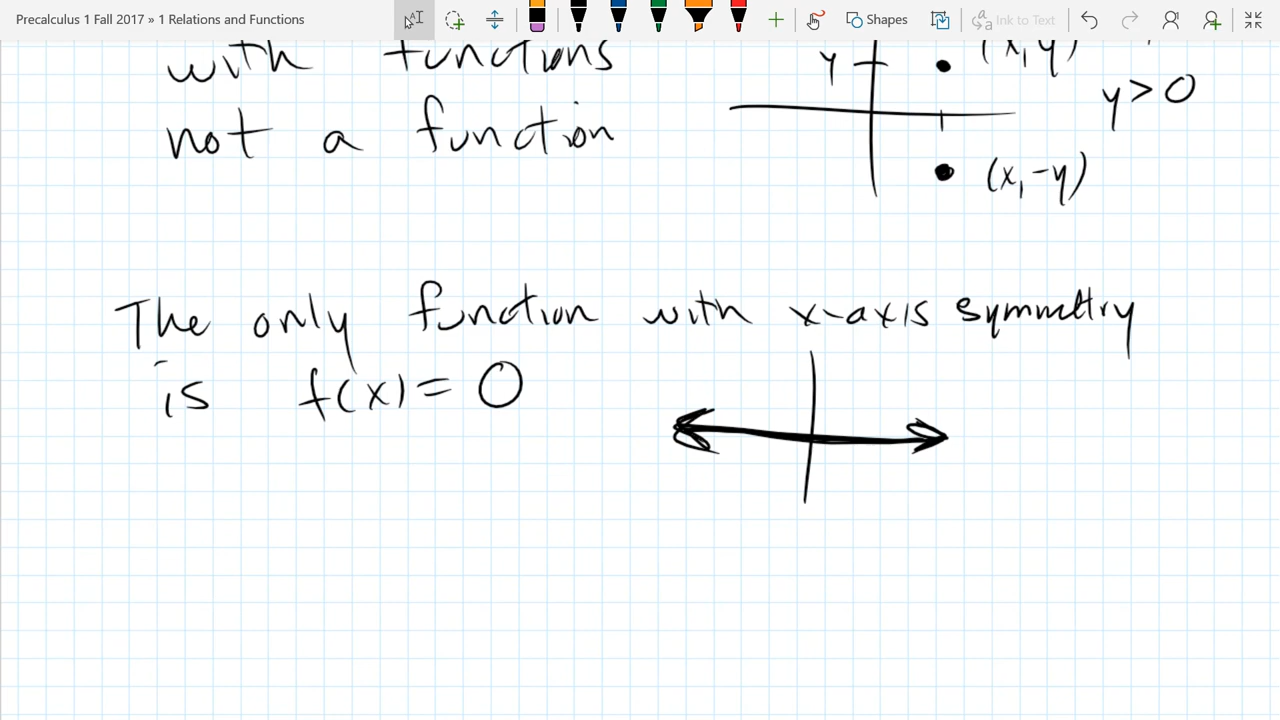 Precalculus 1 Fall 2017 » 1 Relations and Functions
Shapes
Ink to Text
with functions
not a function
y
(x,y)
y>0
(x,-y)
The only function with x-axis symmetry
is f(x)=0